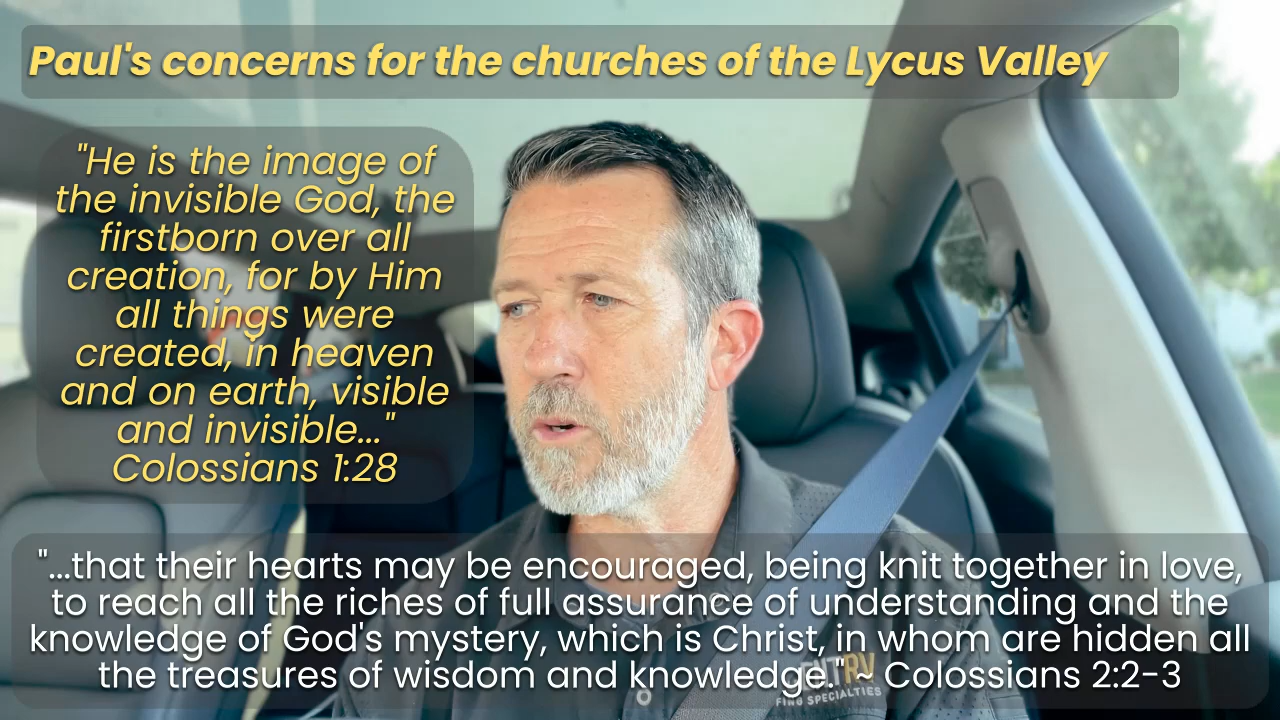 Paul's concerns for the churches of the Lycus Valley
"He is the image of
the invisible God, the
firstborn over all
creation, for by Him
all things were
created, in heaven
and on earth, visible
and invisible..."
Colossians 1:28
"...that their hearts may be encouraged, being knit together in love,
to reach all the riches of full assurance of understanding and the
knowledge of God's mystery, which is Christ, in whom are hidden all
the treasures of wisdom and knowledge." ~ Colossians 2:2-3
RV
SPECIALTIES